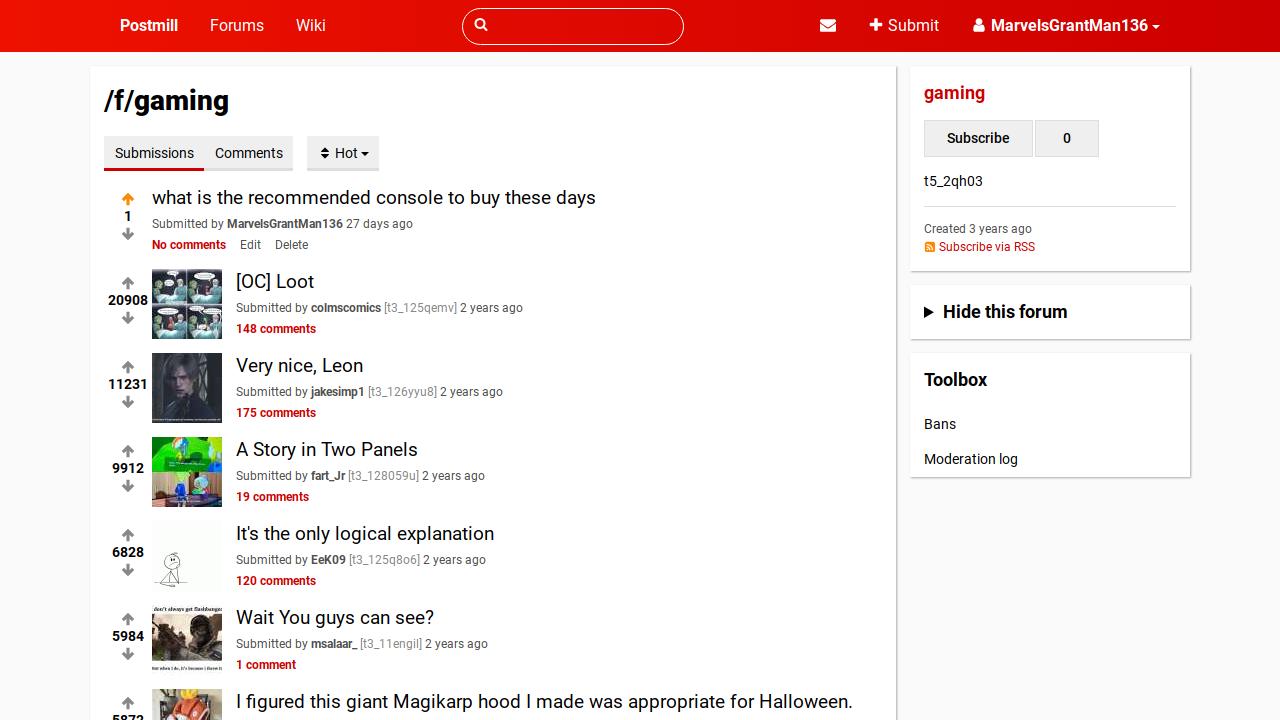 Postmill
Forums
Wiki
Submit
MarvelsGrantMan136
/f/gaming
Submissions
Comments
Hot
1
what is the recommended console to buy these days
Submitted by MarvelsGrantMan136 27 days ago
No comments Edit Delete
20908
[OC] Loot
Submitted by colmscomics [t3_125qemv] 2 years ago
148 comments
11231
Very nice, Leon
Submitted by jakesimp1 [t3_126yyu8] 2 years ago
175 comments
9912
A Story in Two Panels
Submitted by fart_Jr [t3_128059u] 2 years ago
19 comments
6828
It's the only logical explanation
Submitted by EeK09 [t3_125q8o6] 2 years ago
120 comments
5984
Wait You guys can see?
Submitted by msalaar_ [t3_11engil] 2 years ago
1 comment
5872
I figured this giant Magikarp hood I made was appropriate for Halloween.
gaming
Subscribe
0
t5_2qh03
Created 3 years ago
Subscribe via RSS
Hide this forum
Toolbox
Bans
Moderation log